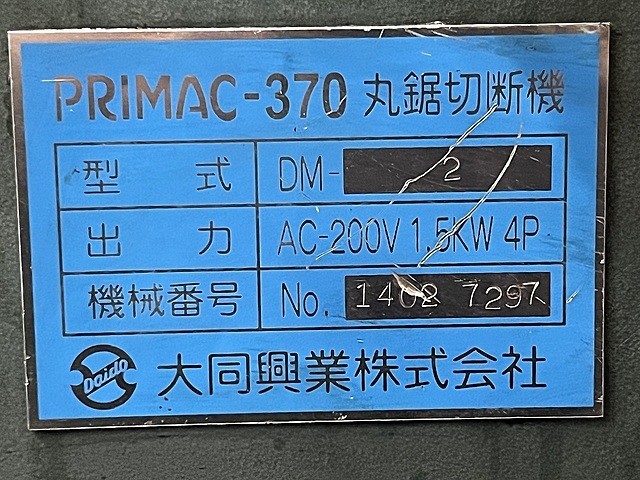 PRIMAC-370 丸鋸切断機
型式 DM-2
出力 AC-200V 1.5KW 4P
機械番号 No. 1402 7297
Daido 大同興業株式会社